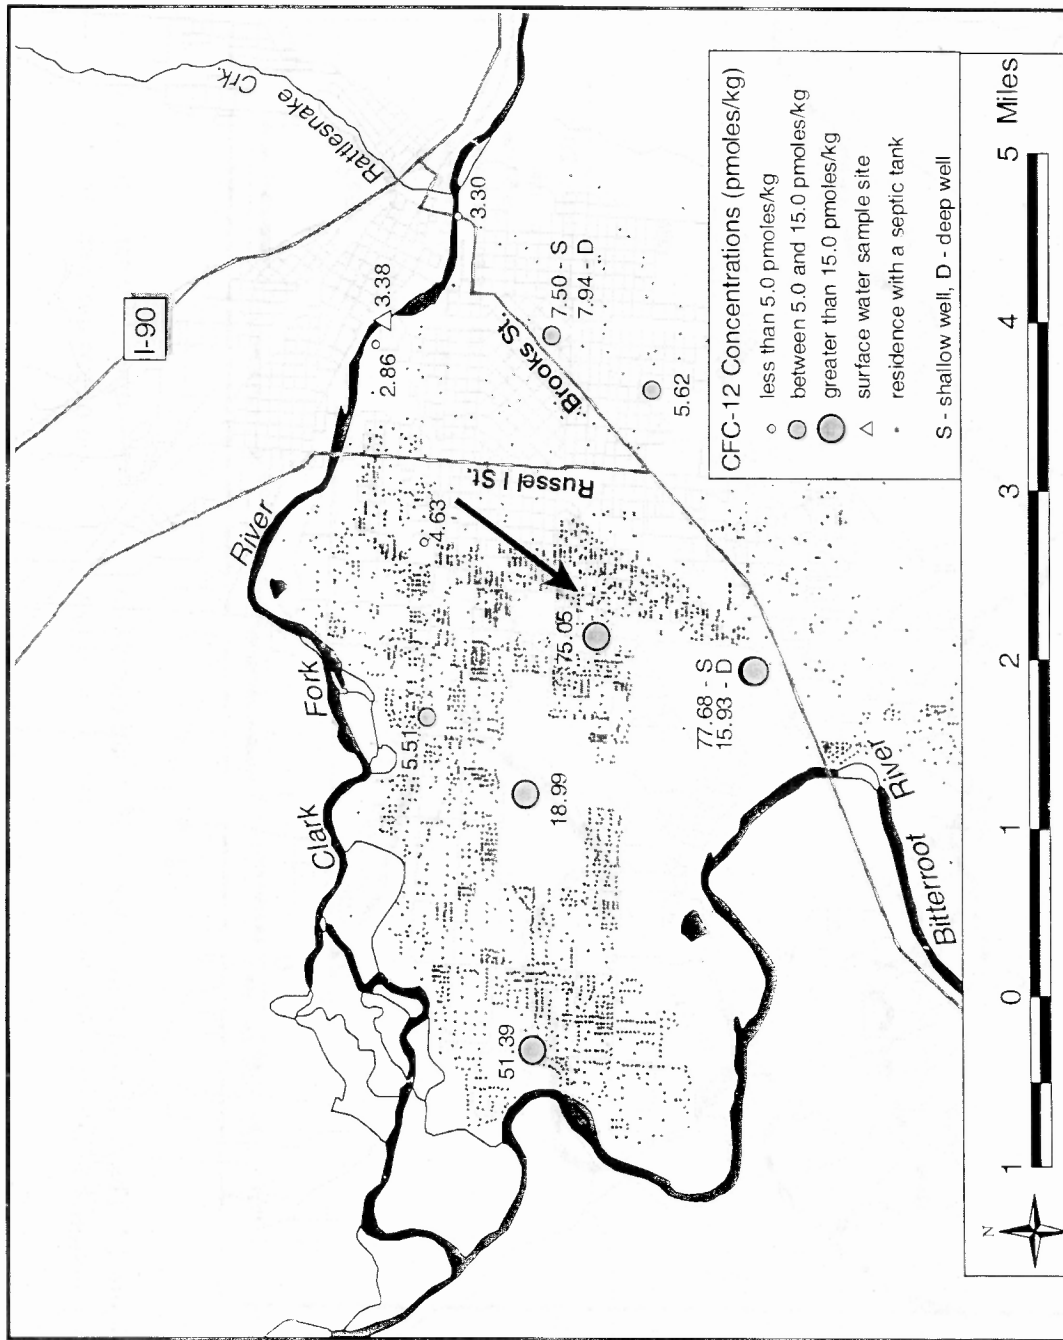 Rattlesnake
Crk.
I-90
3.30
3.38
2.86
7.50 - S
7.94 - D
Brooks St.
5.62
River
Russel l St.
4.63
75.05
Fork
5.51
77.68 - S
15.93 - D
18.99
Clark
River
Bitterroot
51.39
CFC-12 Concentrations (pmoles/kg)
less than 5.0 pmoles/kg
between 5.0 and 15.0 pmoles/kg
greater than 15.0 pmoles/kg
surface water sample site
residence with a septic tank
S - shallow well, D - deep well
N
1 0 1 2 3 4 5 Miles